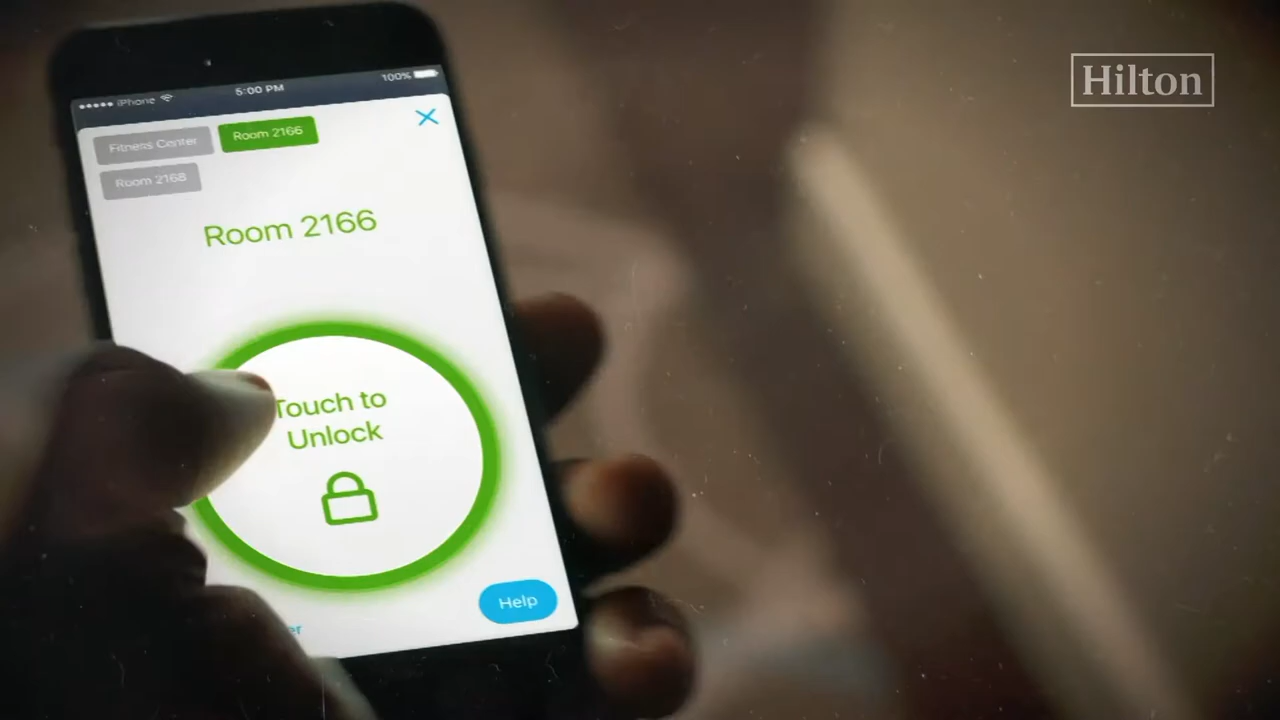 Hilton
iPhone
5:00 PM
100%
Fitness Center
Room 2166
Room 2168
Room 2166
Touch to
Unlock
Help